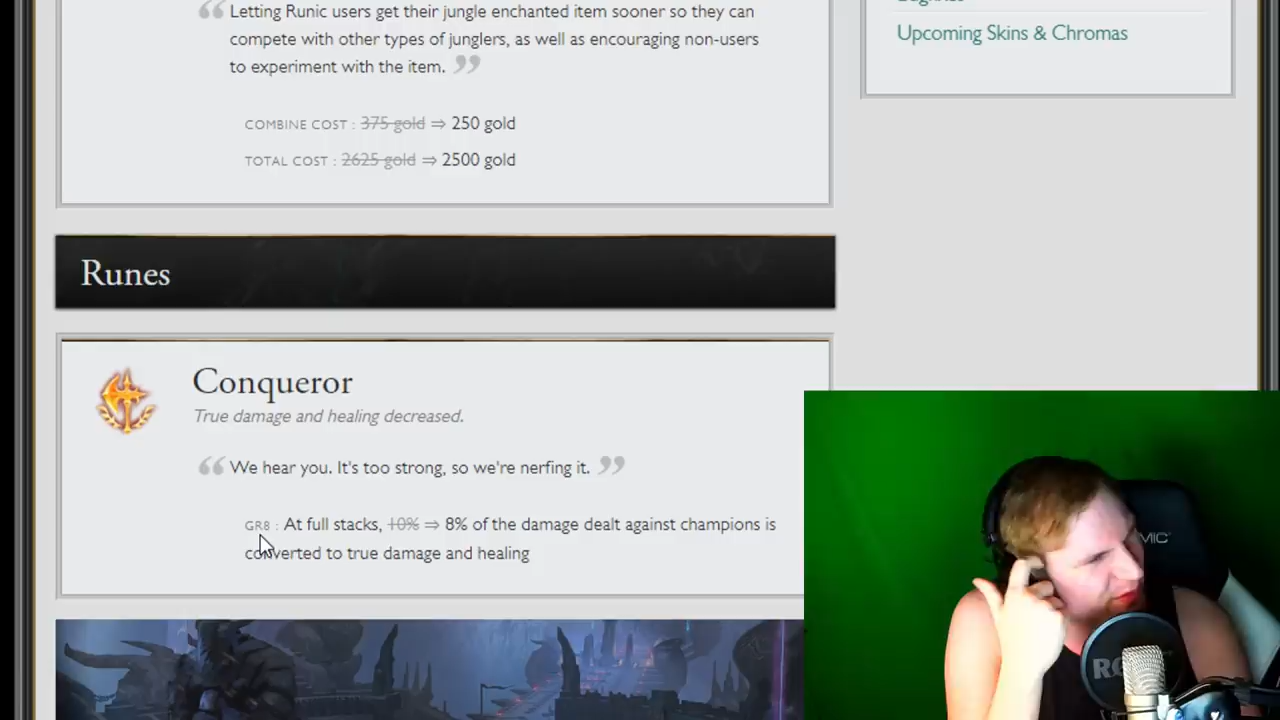 Letting Runic users get their jungle enchanted item sooner so they can
compete with other types of junglers, as well as encouraging non-users
to experiment with the item.
COMBINE COST : 375 gold ⇒ 250 gold
TOTAL COST : 2625 gold ⇒ 2500 gold
Upcoming Skins & Chromas
Runes
Conqueror
True damage and healing decreased.
We hear you. It's too strong, so we're nerfing it.
GR8 : At full stacks, 10% ⇒ 8% of the damage dealt against champions is
converted to true damage and healing